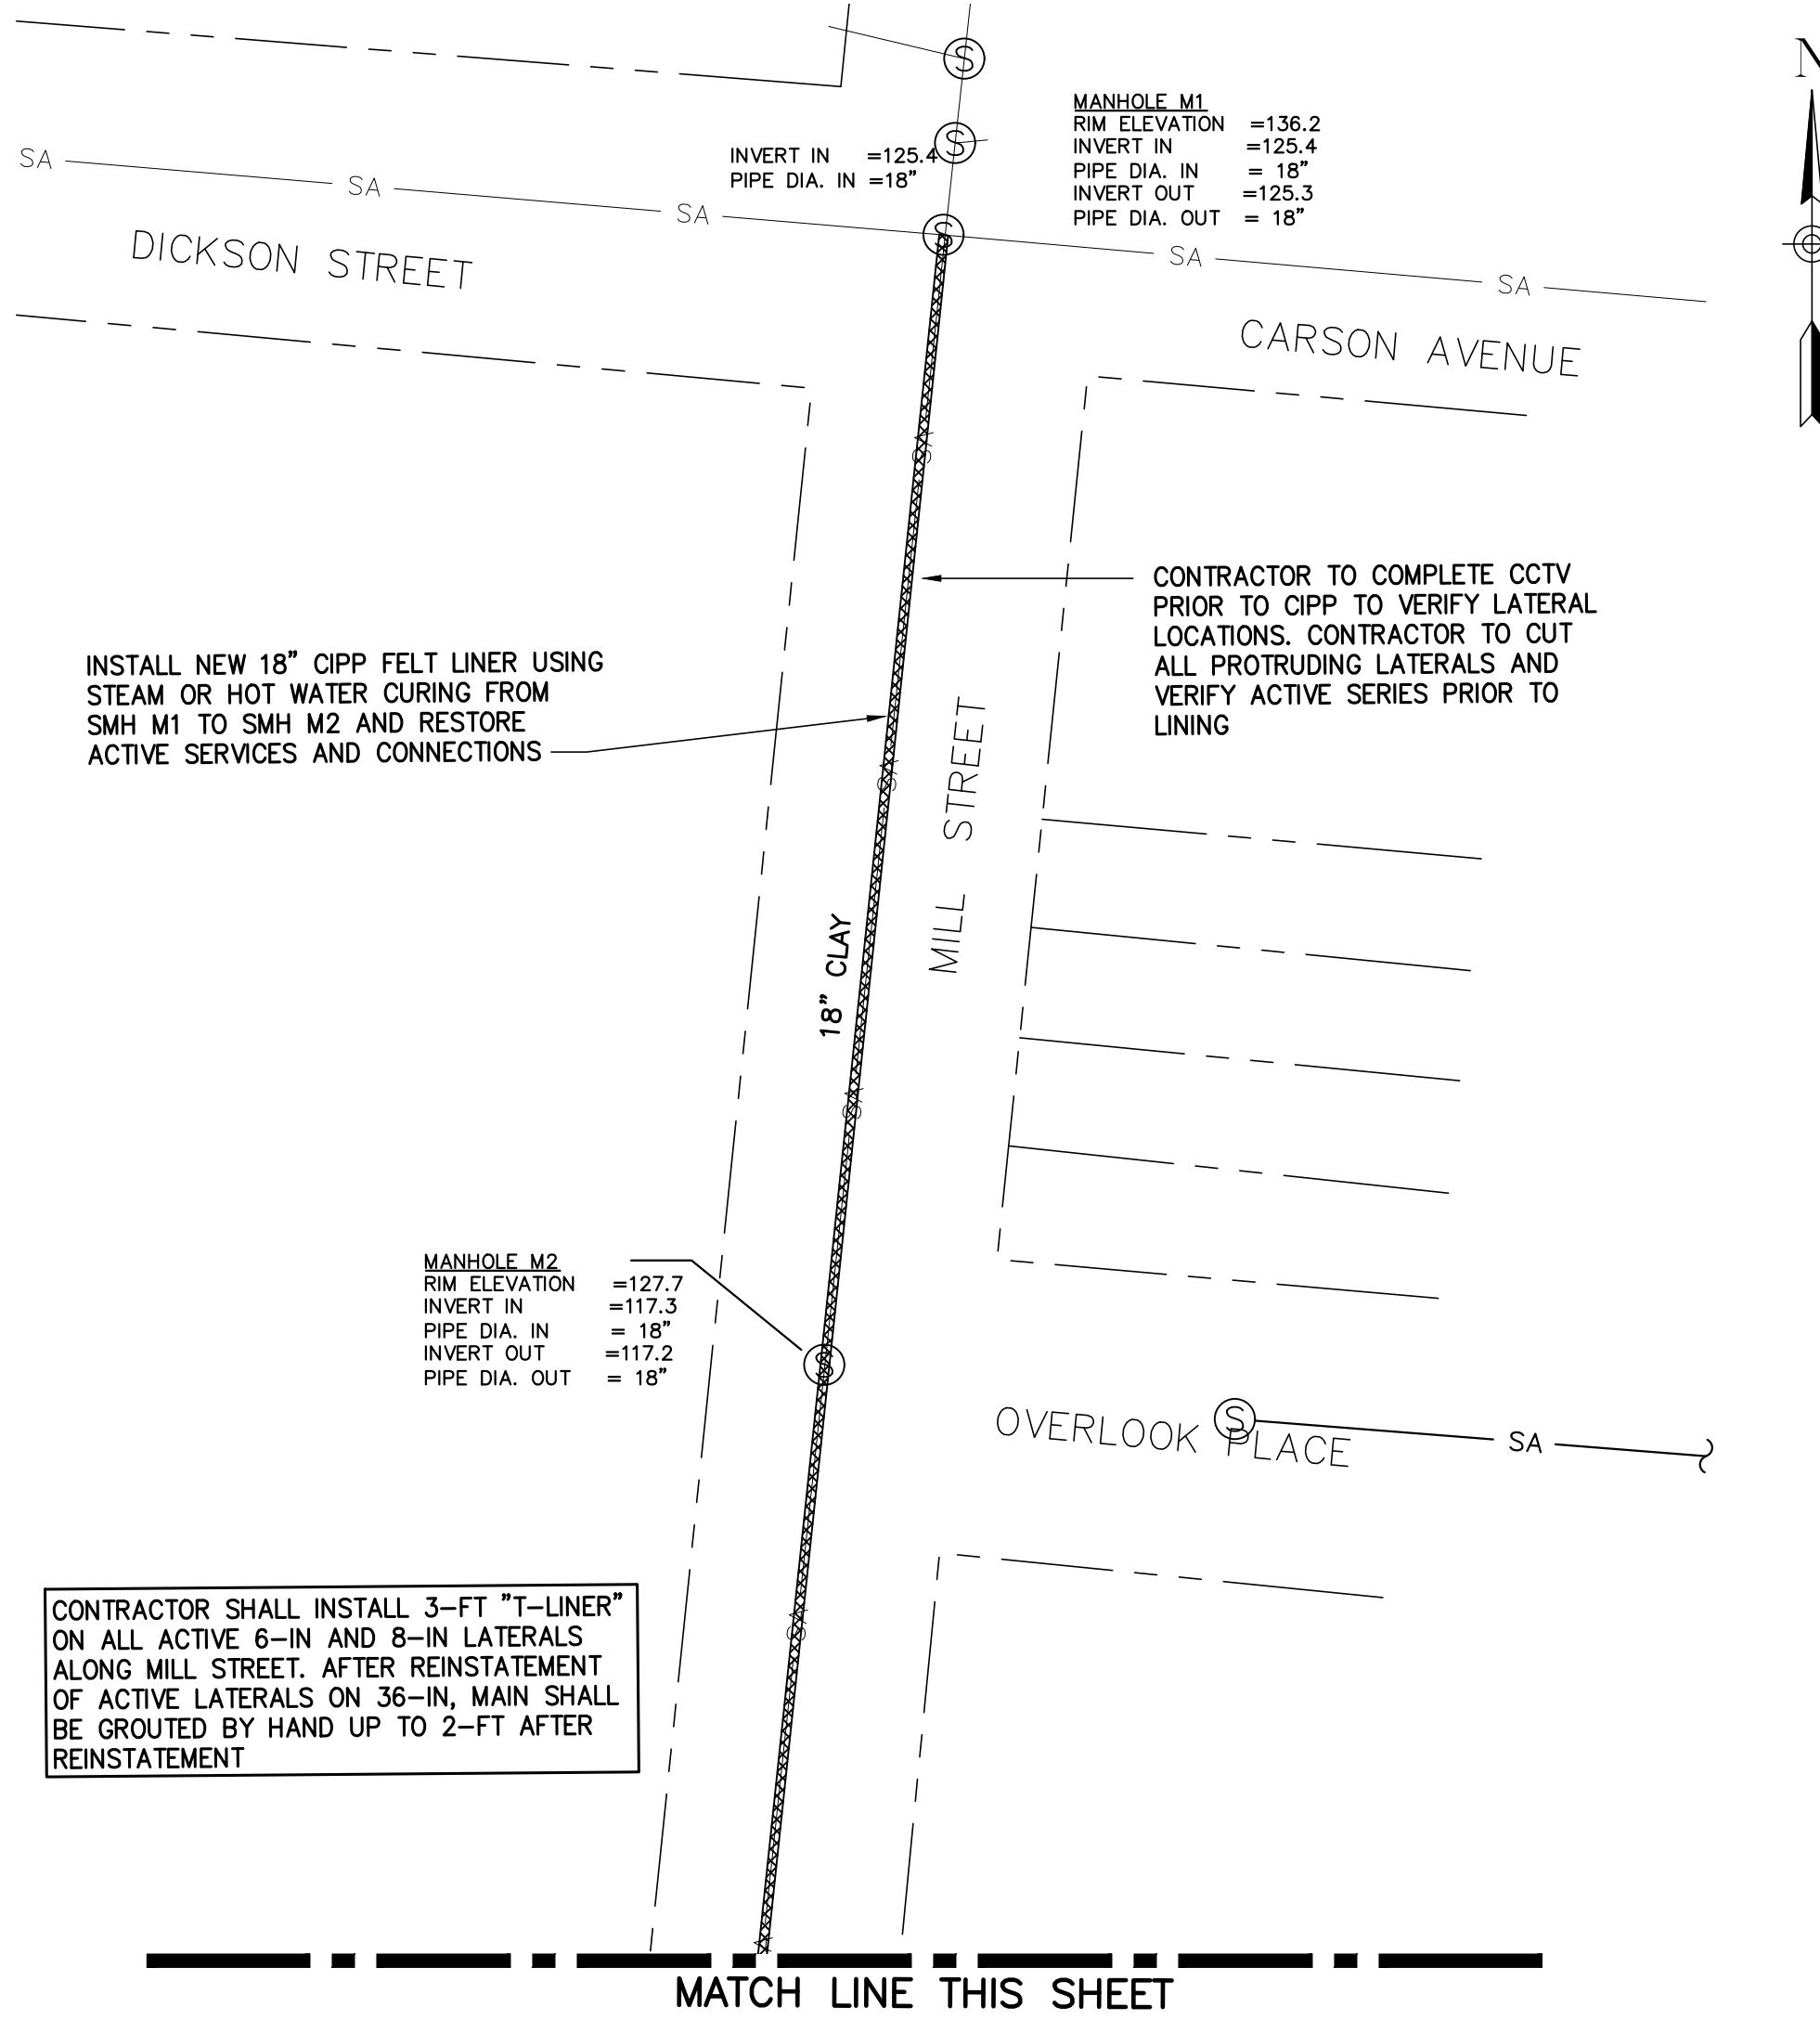 S
N
S
MANHOLE M1
RIM ELEVATION =136.2
INVERT IN =125.4
PIPE DIA. IN = 18"
INVERT OUT =125.3
PIPE DIA. OUT = 18"
INVERT IN =125.4
PIPE DIA. IN =18"
SA
SA
SA
S
SA
SA
DICKSON STREET
CARSON AVENUE
SA
CONTRACTOR TO COMPLETE CCTV
PRIOR TO CIPP TO VERIFY LATERAL
LOCATIONS. CONTRACTOR TO CUT
ALL PROTRUDING LATERALS AND
VERIFY ACTIVE SERIES PRIOR TO
LINING
INSTALL NEW 18" CIPP FELT LINER USING
STEAM OR HOT WATER CURING FROM
SMH M1 TO SMH M2 AND RESTORE
ACTIVE SERVICES AND CONNECTIONS
SA
MILL STREET
18" CLAY
SA
MANHOLE M2
RIM ELEVATION =127.7
INVERT IN =117.3
PIPE DIA. IN = 18"
INVERT OUT =117.2
PIPE DIA. OUT = 18"
S
OVERLOOK PLACE
S
SA
CONTRACTOR SHALL INSTALL 3-FT "T-LINER"
ON ALL ACTIVE 6-IN AND 8-IN LATERALS
ALONG MILL STREET. AFTER REINSTATEMENT
OF ACTIVE LATERALS ON 36-IN, MAIN SHALL
BE GROUTED BY HAND UP TO 2-FT AFTER
REINSTATEMENT
SA
MATCH LINE THIS SHEET